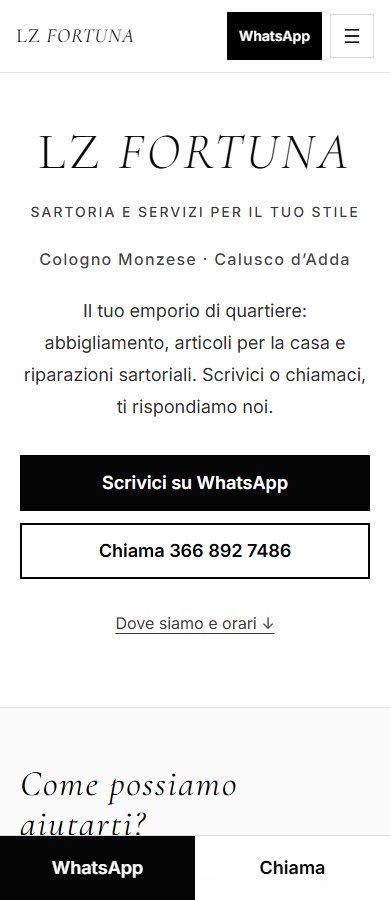 LZ FORTUNA
WhatsApp
☰
LZ FORTUNA
SARTORIA E SERVIZI PER IL TUO STILE
Cologno Monzese · Calusco d’Adda
Il tuo emporio di quartiere:
abbigliamento, articoli per la casa e
riparazioni sartoriali. Scrivici o chiamaci,
ti rispondiamo noi.
Scrivici su WhatsApp
Chiama 366 892 7486
Dove siamo e orari ↓
Come possiamo
aiutarti?
WhatsApp
Chiama